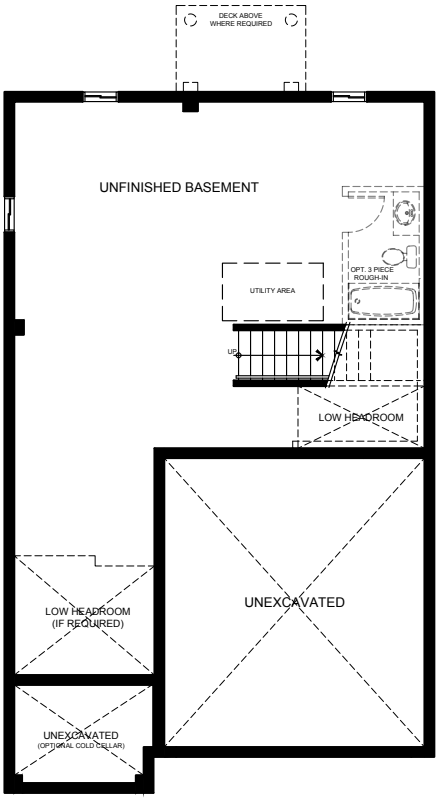 DECK ABOVE
WHERE REQUIRED
UNFINISHED BASEMENT
OPT. 3 PIECE
ROUGH-IN
UTILITY AREA
UP
LOW HEADROOM
UNEXCAVATED
LOW HEADROOM
(IF REQUIRED)
UNEXCAVATED
(OPTIONAL COLD CELLAR)